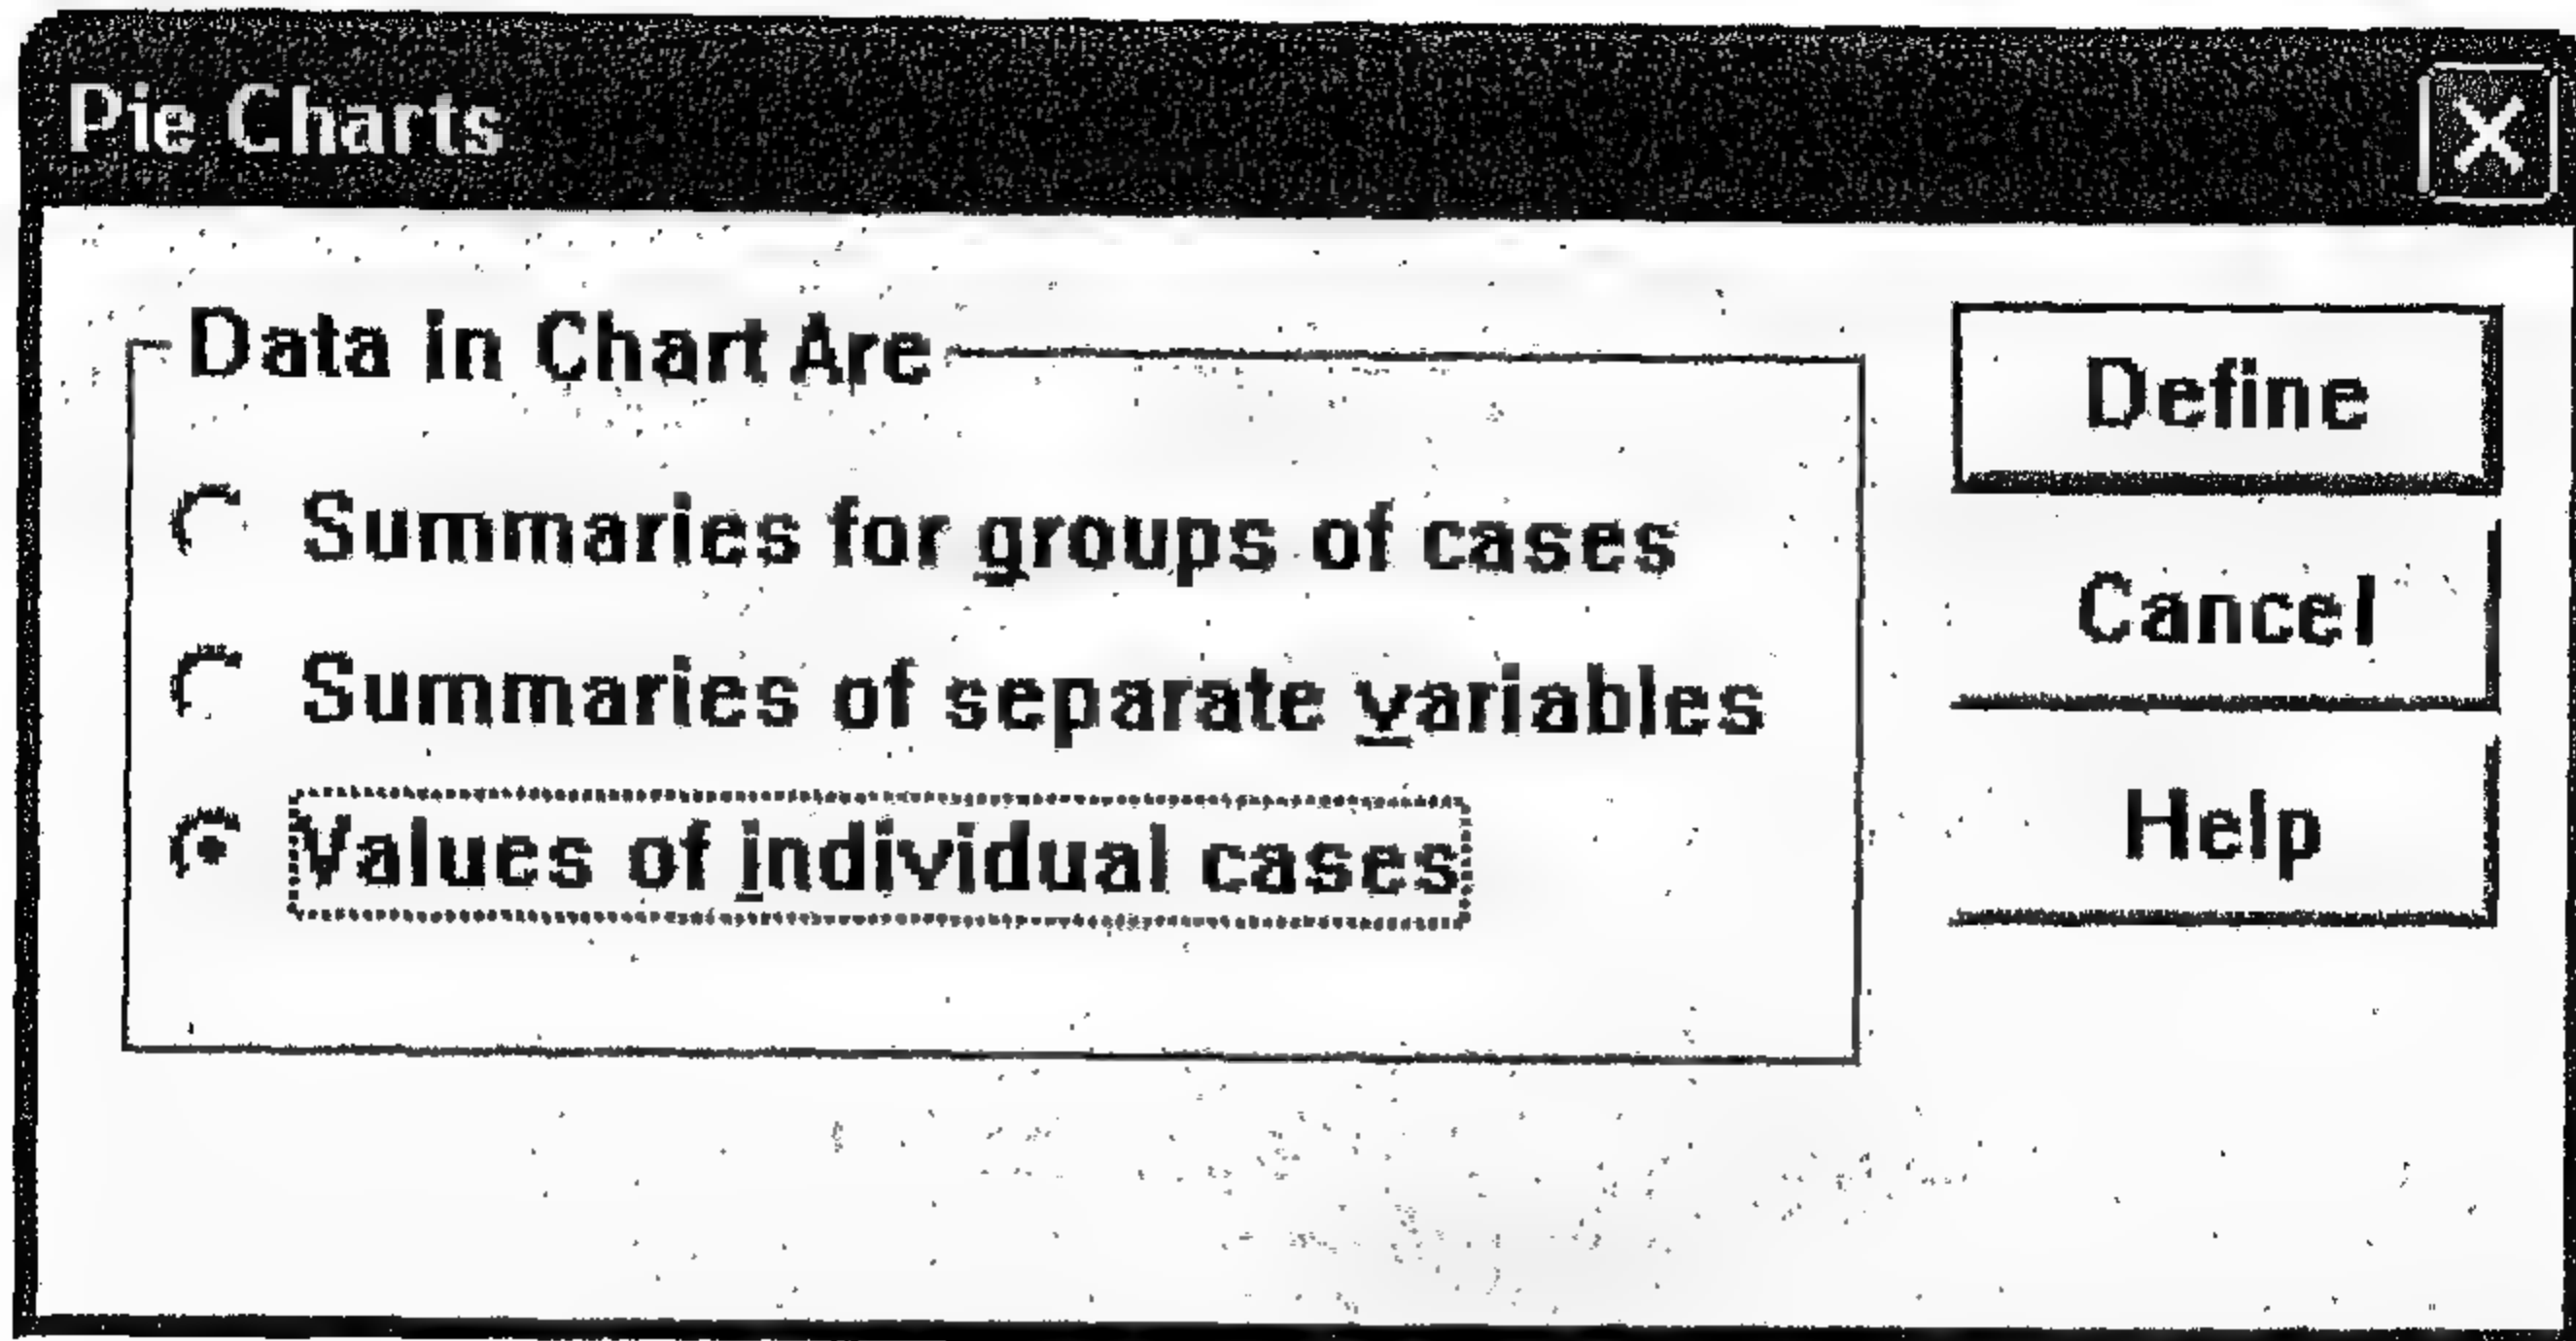 Pie Charts
Data in Chart Are
Summaries for groups of cases
Summaries of separate variables
Values of individual cases
Define
Cancel
Help